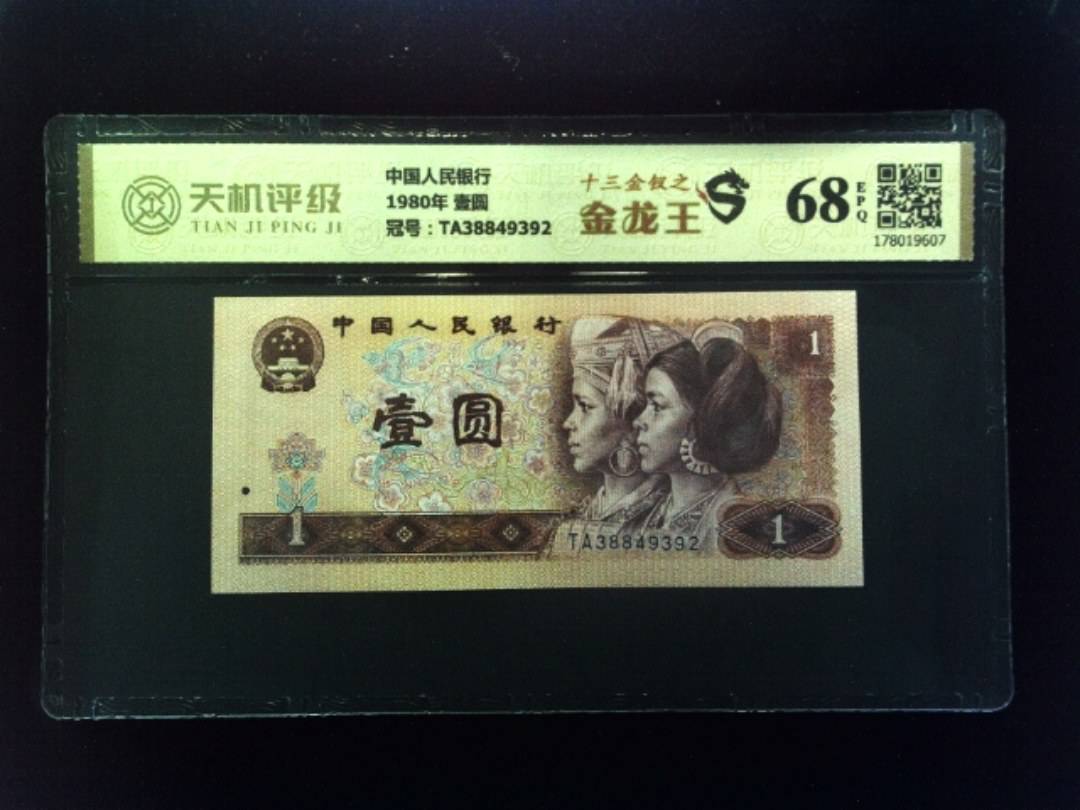 天机评级
TIAN JI PING JI
中国人民银行
1980年 壹圆
冠号：TA38849392
十三金钗之
金龙王
S
68
EPQ
178019607
中国人民银行
壹圆
1
1
1
TA38849392